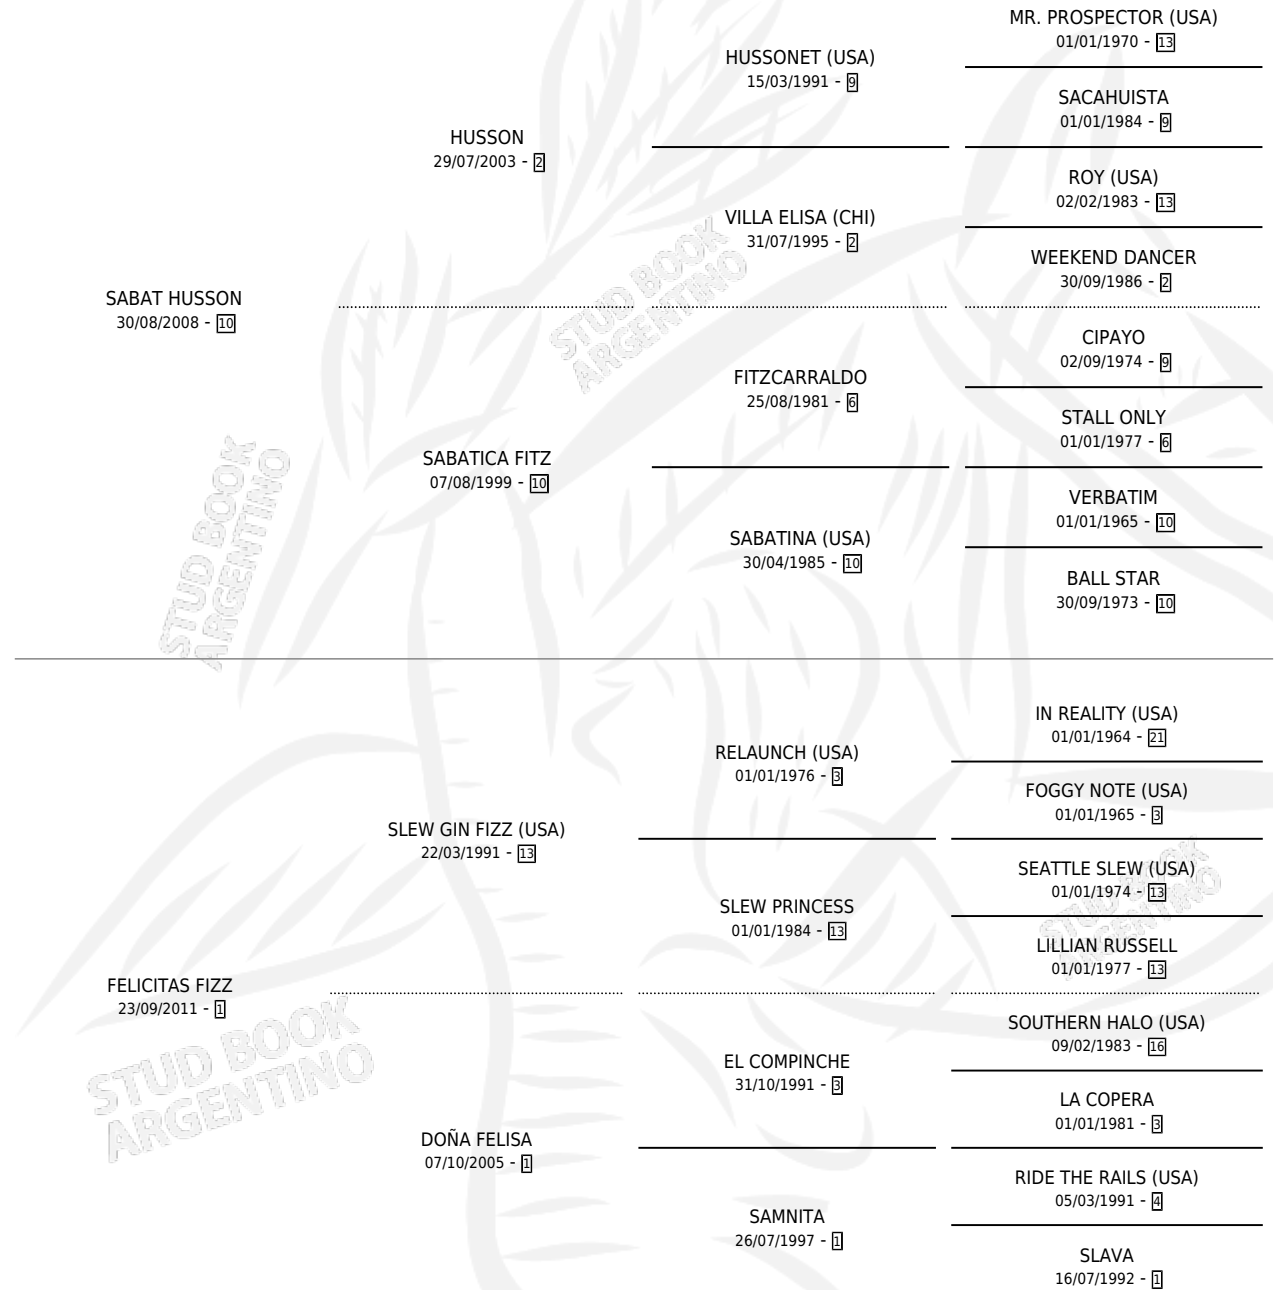 MR. PROSPECTOR (USA)
01/01/1970 - 13
HUSSONET (USA)
15/03/1991 - 9
SACAHUISTA
01/01/1984 - 9
HUSSON
29/07/2003 - 2
ROY (USA)
02/02/1983 - 13
VILLA ELISA (CHI)
31/07/1995 - 2
WEEKEND DANCER
30/09/1986 - 2
SABAT HUSSON
30/08/2008 - 10
CIPAYO
02/09/1974 - 9
FITZCARRALDO
25/08/1981 - 6
STALL ONLY
01/01/1977 - 6
SABATICA FITZ
07/08/1999 - 10
VERBATIM
01/01/1965 - 10
SABATINA (USA)
30/04/1985 - 10
BALL STAR
30/09/1973 - 10
STUD BOOK
ARGENTINO
STUD BOOK
ARGENTINO
IN REALITY (USA)
01/01/1964 - 21
RELAUNCH (USA)
01/01/1976 - 3
FOGGY NOTE (USA)
01/01/1965 - 3
SLEW GIN FIZZ (USA)
22/03/1991 - 13
SEATTLE SLEW (USA)
01/01/1974 - 13
SLEW PRINCESS
01/01/1984 - 13
LILLIAN RUSSELL
01/01/1977 - 13
FELICITAS FIZZ
23/09/2011 - 1
SOUTHERN HALO (USA)
09/02/1983 - 16
EL COMPINCHE
31/10/1991 - 3
LA COPERA
01/01/1981 - 3
DOÑA FELISA
07/10/2005 - 1
RIDE THE RAILS (USA)
05/03/1991 - 4
SAMNITA
26/07/1997 - 1
SLAVA
16/07/1992 - 1
STUD BOOK
ARGENTINO
STUD BOOK
ARGENTINO